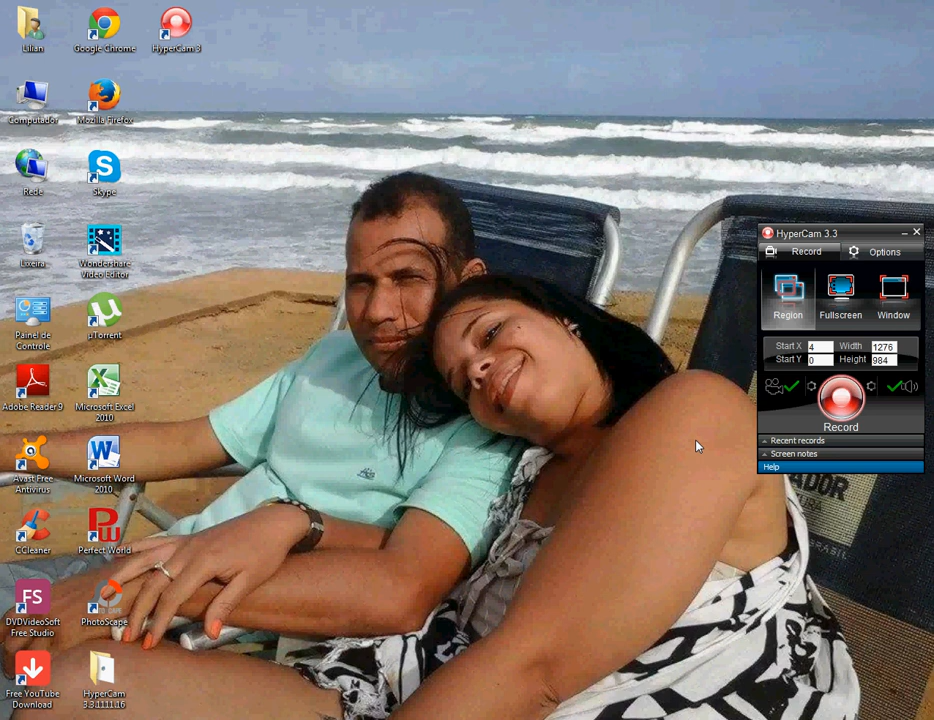 Lilian
Google Chrome
HyperCam 3
Computador
Mozilla Firefox
Rede
Skype
Lixeira
Wondershare
Video Editor
Painel de
Controle
µTorrent
Adobe Reader 9
Microsoft Excel
2010
Avast Free
Antivirus
Microsoft Word
2010
CCleaner
Perfect World
FS
DVDVideoSoft
Free Studio
PhotoScape
Free YouTube
Download
HyperCam
3.3.1111.16
HyperCam 3.3
Record
Options
Region
Fullscreen
Window
Start X 4 Width 1276
Start Y 0 Height 984
Record
Recent records
Screen notes
Help
ADOR
BRASIL